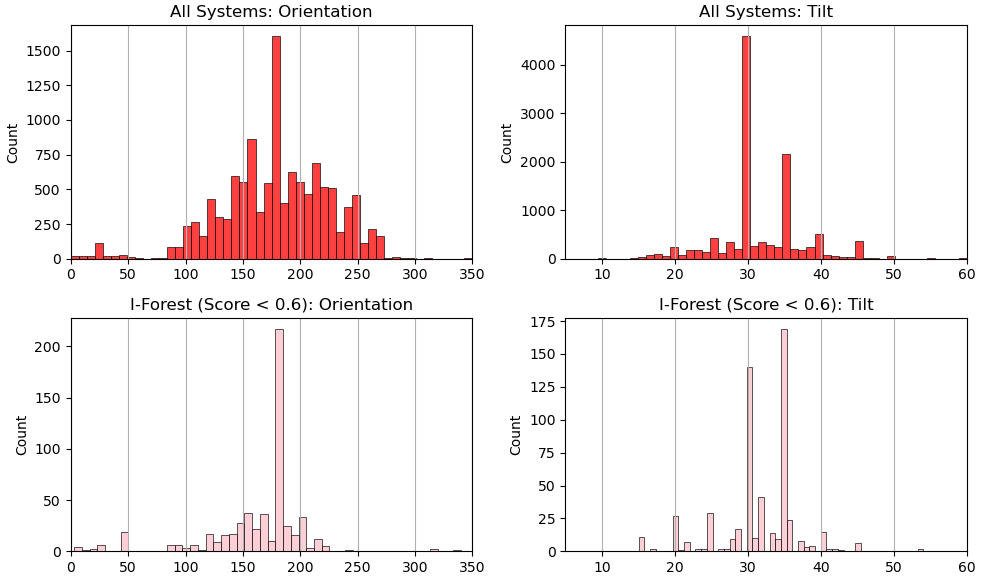 All Systems: Orientation
Count
1500
1250
1000
750
500
250
0
0 50 100 150 200 250 300 350
All Systems: Tilt
Count
4000
3000
2000
1000
0
10 20 30 40 50 60
I-Forest (Score < 0.6): Orientation
Count
200
150
100
50
0
0 50 100 150 200 250 300 350
I-Forest (Score < 0.6): Tilt
Count
175
150
125
100
75
50
25
0
10 20 30 40 50 60